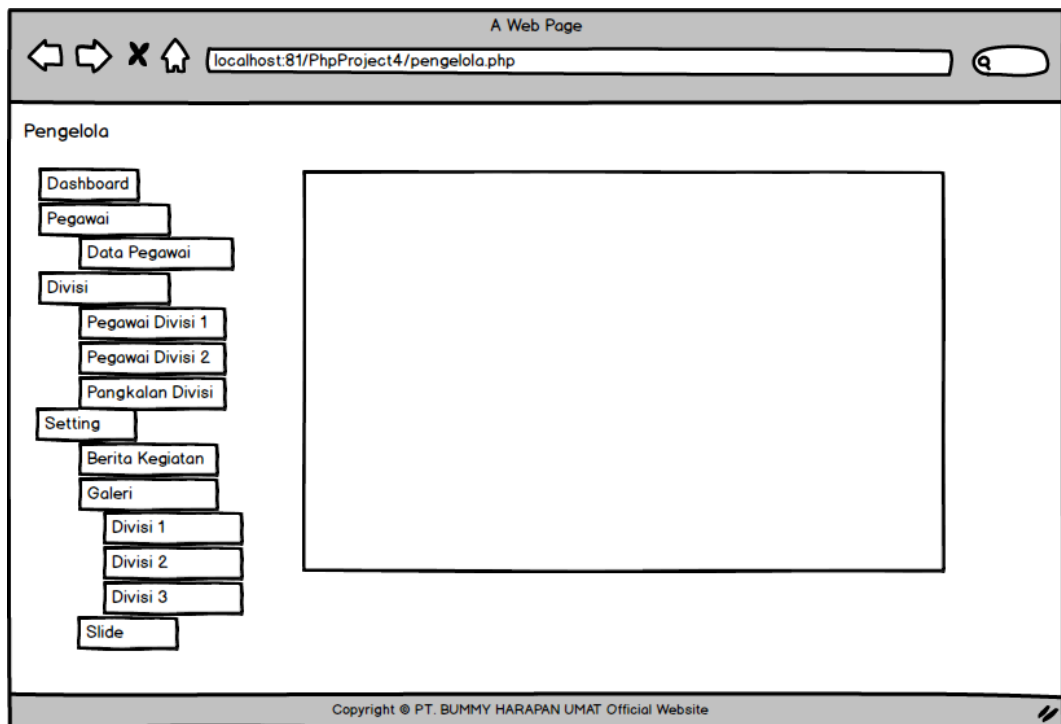 A Web Page
localhost:81/PhpProject4/pengelola.php
Pengelola
Dashboard
Pegawai
Data Pegawai
Divisi
Pegawai Divisi 1
Pegawai Divisi 2
Pangkalan Divisi
Setting
Berita Kegiatan
Galeri
Divisi 1
Divisi 2
Divisi 3
Slide
Copyright © PT. BUMMY HARAPAN UMAT Official Website